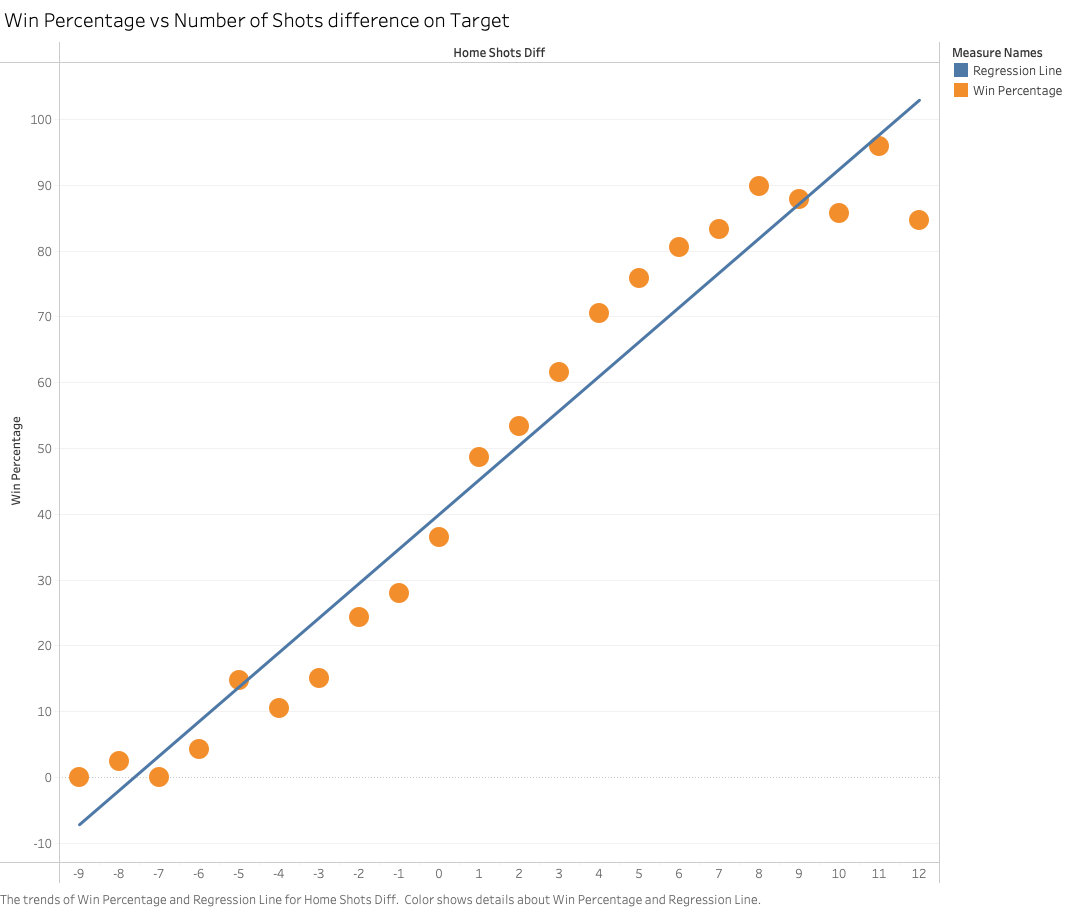 Win Percentage vs Number of Shots difference on Target
Home Shots Diff
Measure Names
Regression Line
Win Percentage
Win Percentage
100
90
80
70
60
50
40
30
20
10
0
-10
-9 -8 -7 -6 -5 -4 -3 -2 -1 0 1 2 3 4 5 6 7 8 9 10 11 12
The trends of Win Percentage and Regression Line for Home Shots Diff. Color shows details about Win Percentage and Regression Line.